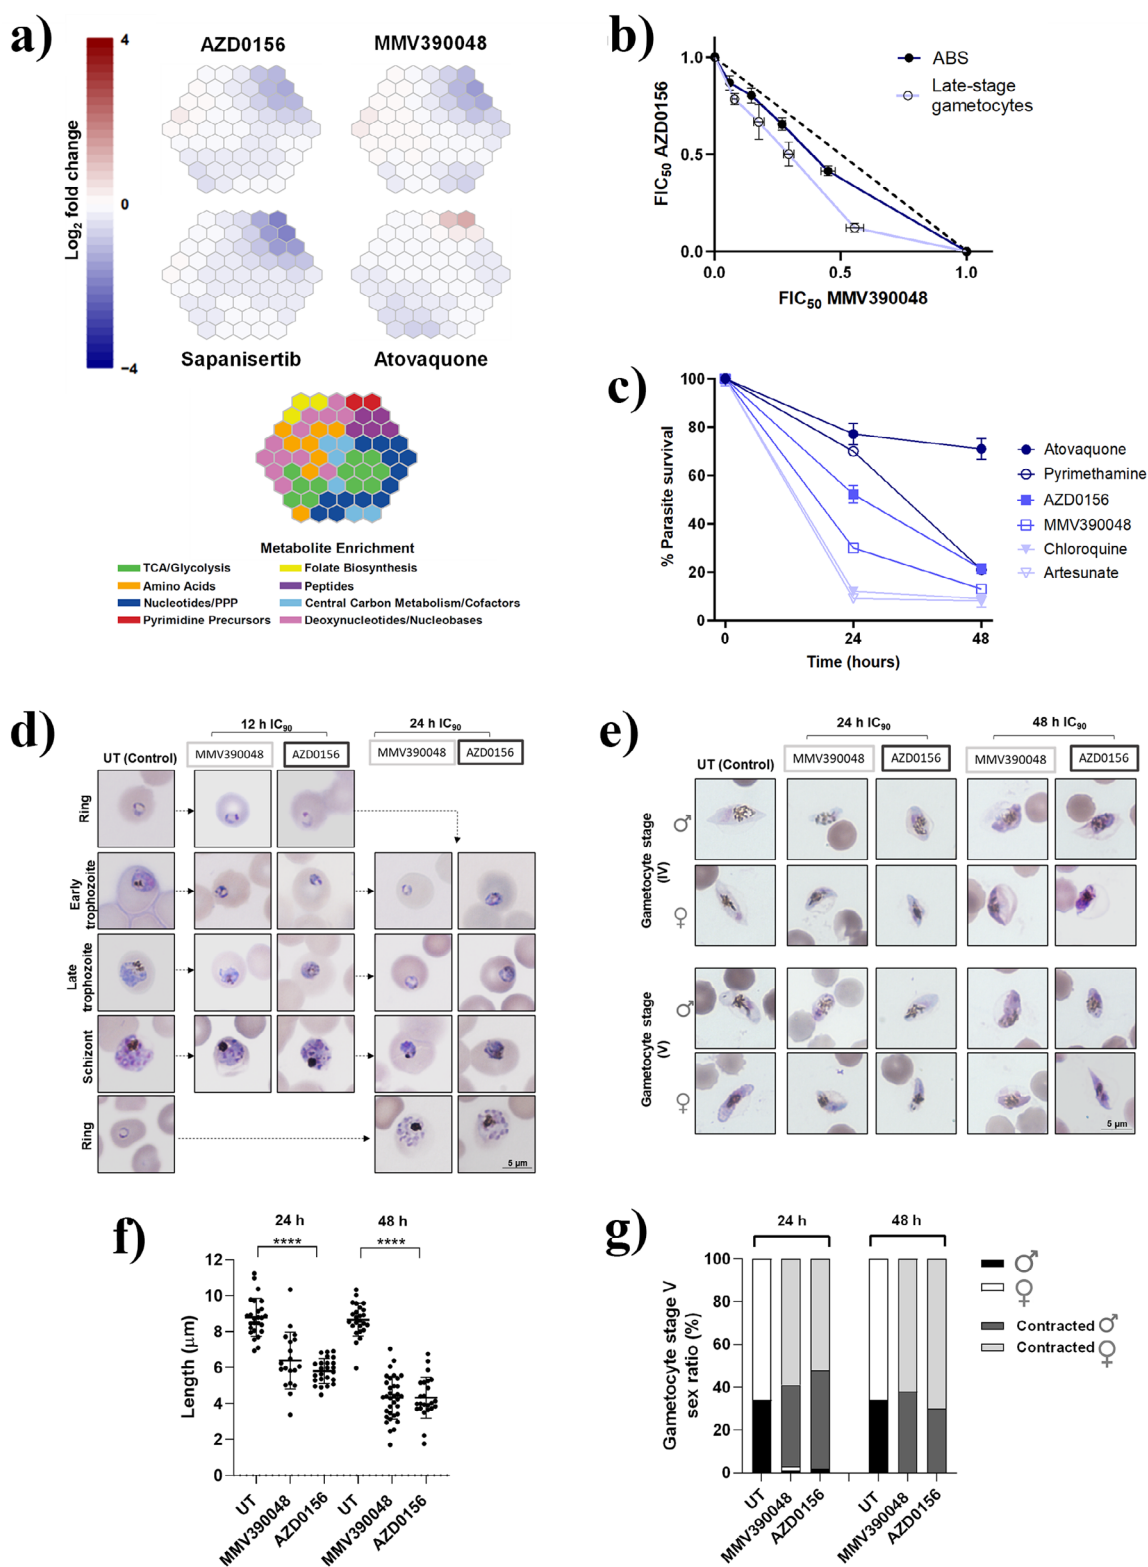 a)
AZD0156
MMV390048
4
0
−4
Log2 fold change
Sapanisertib
Atovaquone
Metabolite Enrichment
TCA/Glycolysis
Folate Biosynthesis
Amino Acids
Peptides
Nucleotides/PPP
Central Carbon Metabolism/Cofactors
Pyrimidine Precursors
Deoxynucleotides/Nucleobases
b)
1.0
0.5
0.0
FIC50 AZD0156
0.0
0.5
1.0
FIC50 MMV390048
ABS
Late-stage
gametocytes
c)
100
80
60
40
20
0
% Parasite survival
0
24
48
Time (hours)
Atovaquone
Pyrimethamine
AZD0156
MMV390048
Chloroquine
Artesunate
d)
12 h IC90
24 h IC90
UT (Control)
MMV390048
AZD0156
MMV390048
AZD0156
Ring
Early
trophozoite
Late
trophozoite
Schizont
Ring
5 µm
e)
24 h IC90
48 h IC90
UT (Control)
MMV390048
AZD0156
MMV390048
AZD0156
Gametocyte stage
(IV)
♂
♀
Gametocyte stage
(V)
♂
♀
5 µm
f)
24 h
48 h
****
****
12
10
8
6
4
2
0
Length (µm)
UT
MMV390048
AZD0156
UT
MMV390048
AZD0156
g)
24 h
48 h
100
80
60
40
20
0
Gametocyte stage V
sex ratio (%)
UT
MMV390048
AZD0156
UT
MMV390048
AZD0156
♂
♀
Contracted ♂
Contracted ♀